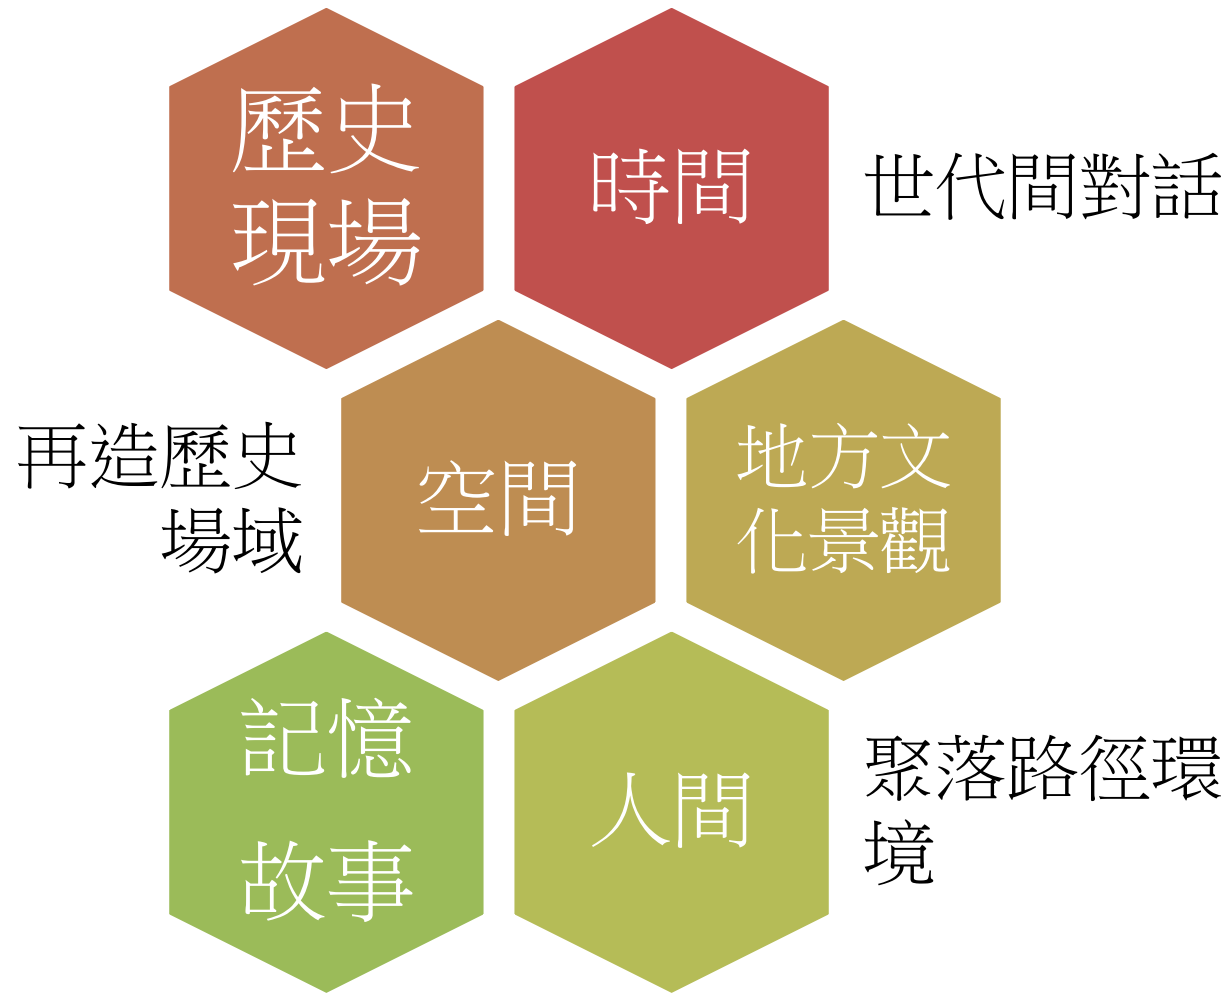 歷史
現場
時間
世代間對話
再造歷史
場域
空間
地方文
化景觀
記憶
故事
人間
聚落路徑環
境